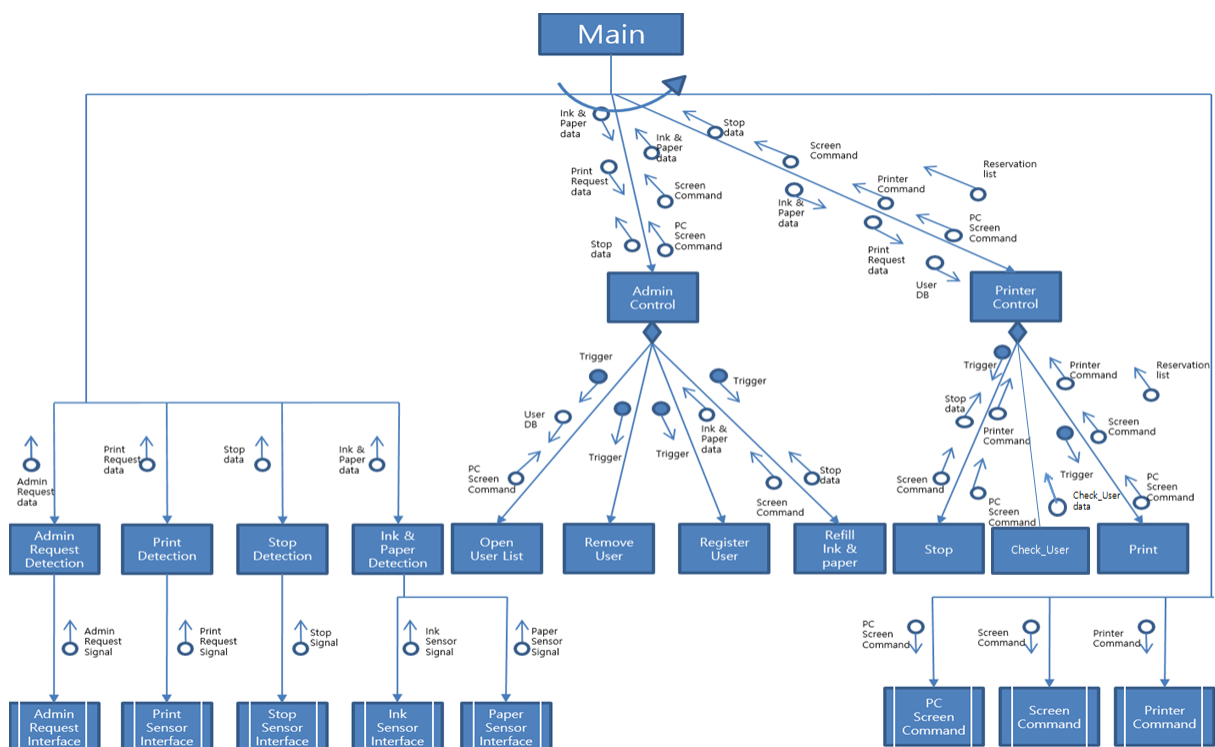 Main
Ink &
Paper
data
Ink &
Paper
data
Print
Request
data
Screen
Command
Stop
data
PC
Screen
Command
Stop
data
Screen
Command
Reservation
list
Printer
Command
Ink &
Paper
data
PC
Screen
Command
Print
Request
data
User
DB
Admin
Control
Printer
Control
Trigger
Trigger
User
DB
Trigger
Trigger
Ink &
Paper
data
PC
Screen
Command
Screen
Command
Stop
data
Trigger
Printer
Command
Reservation
list
Stop
data
Printer
Command
Screen
Command
Screen
Command
Trigger
PC
Screen
Command
PC
Screen
Command
Check_User
data
Admin
Request
data
Print
Request
data
Stop
data
Ink &
Paper
data
Admin
Request
Detection
Print
Detection
Stop
Detection
Ink &
Paper
Detection
Open
User List
Remove
User
Register
User
Refill
Ink &
paper
Stop
Check_User
Print
Admin
Request
Signal
Print
Request
Signal
Stop
Signal
Ink
Sensor
Signal
Paper
Sensor
Signal
PC
Screen
Command
Screen
Command
Printer
Command
Admin
Request
Interface
Print
Sensor
Interface
Stop
Sensor
Interface
Ink
Sensor
Interface
Paper
Sensor
Interface
PC
Screen
Command
Screen
Command
Printer
Command